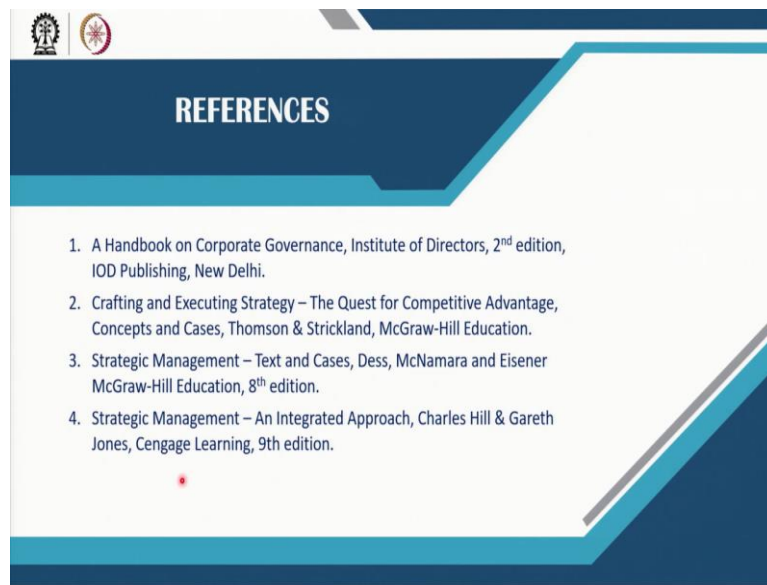 REFERENCES
1. A Handbook on Corporate Governance, Institute of Directors, 2nd edition,
IOD Publishing, New Delhi.
2. Crafting and Executing Strategy – The Quest for Competitive Advantage,
Concepts and Cases, Thomson & Strickland, McGraw-Hill Education.
3. Strategic Management – Text and Cases, Dess, McNamara and Eisener
McGraw-Hill Education, 8th edition.
4. Strategic Management – An Integrated Approach, Charles Hill & Gareth
Jones, Cengage Learning, 9th edition.